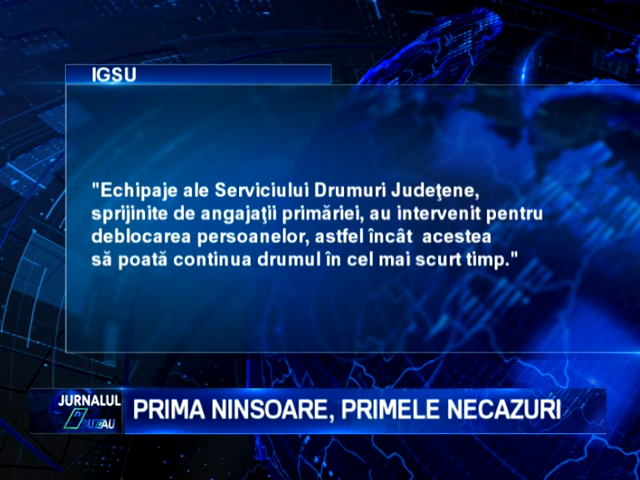 IGSU
"Echipaje ale Serviciului Drumuri Judeţene,
sprijinite de angajaţii primăriei, au intervenit pentru
deblocarea persoanelor, astfel încât  acestea
să poată continua drumul în cel mai scurt timp."
JURNALUL
BUZĂU
PRIMA NINSOARE, PRIMELE NECAZURI